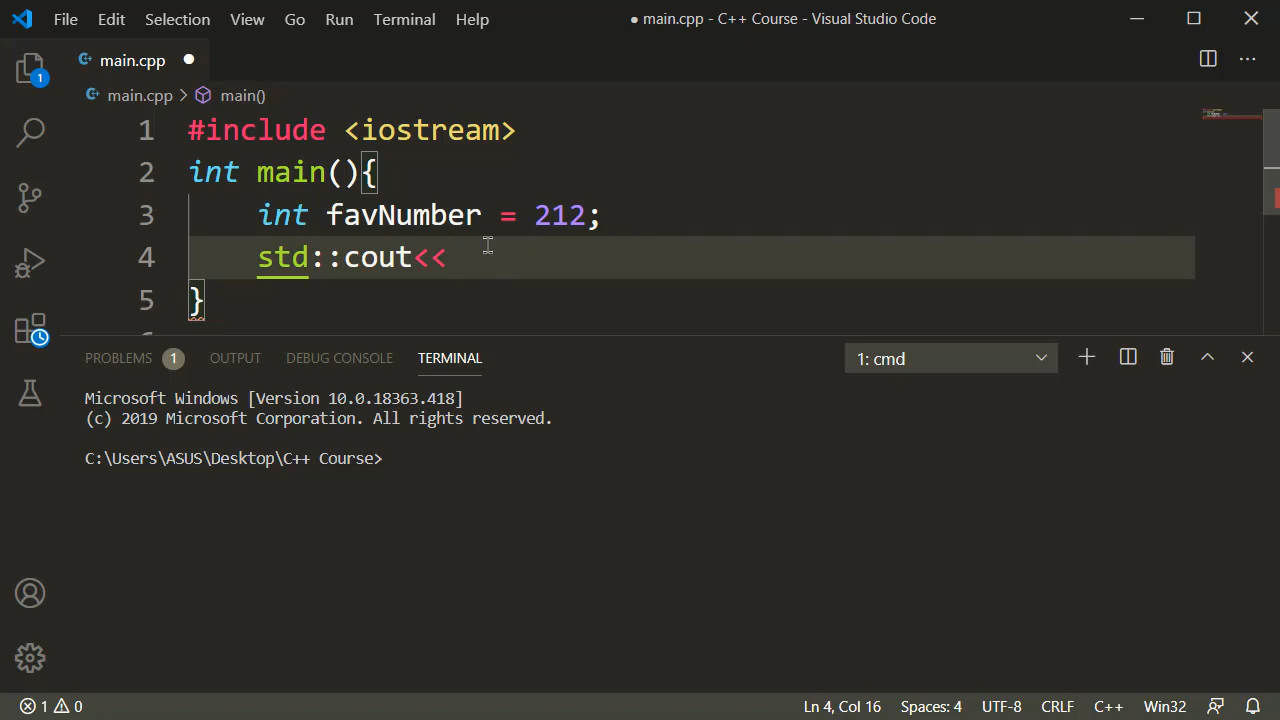 File Edit Selection View Go Run Terminal Help ● main.cpp - C++ Course - Visual Studio Code
main.cpp ●
main.cpp > main()
1 #include <iostream>
2 int main(){
3 int favNumber = 212;
4 std::cout<<
5 }
PROBLEMS 1 OUTPUT DEBUG CONSOLE TERMINAL 1: cmd
Microsoft Windows [Version 10.0.18363.418]
(c) 2019 Microsoft Corporation. All rights reserved.
C:\Users\ASUS\Desktop\C++ Course>
1 0 Ln 4, Col 16 Spaces: 4 UTF-8 CRLF C++ Win32